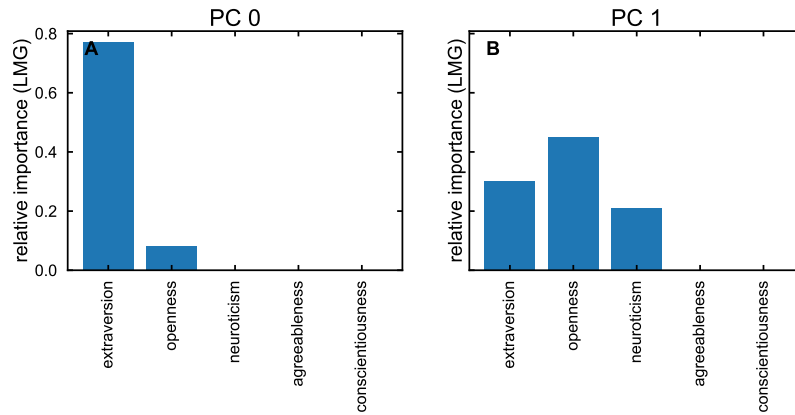 PC 0
A
relative importance (LMG)
0.8
0.6
0.4
0.2
0.0
extraversion
openness
neuroticism
agreeableness
conscientiousness
PC 1
B
relative importance (LMG)
extraversion
openness
neuroticism
agreeableness
conscientiousness